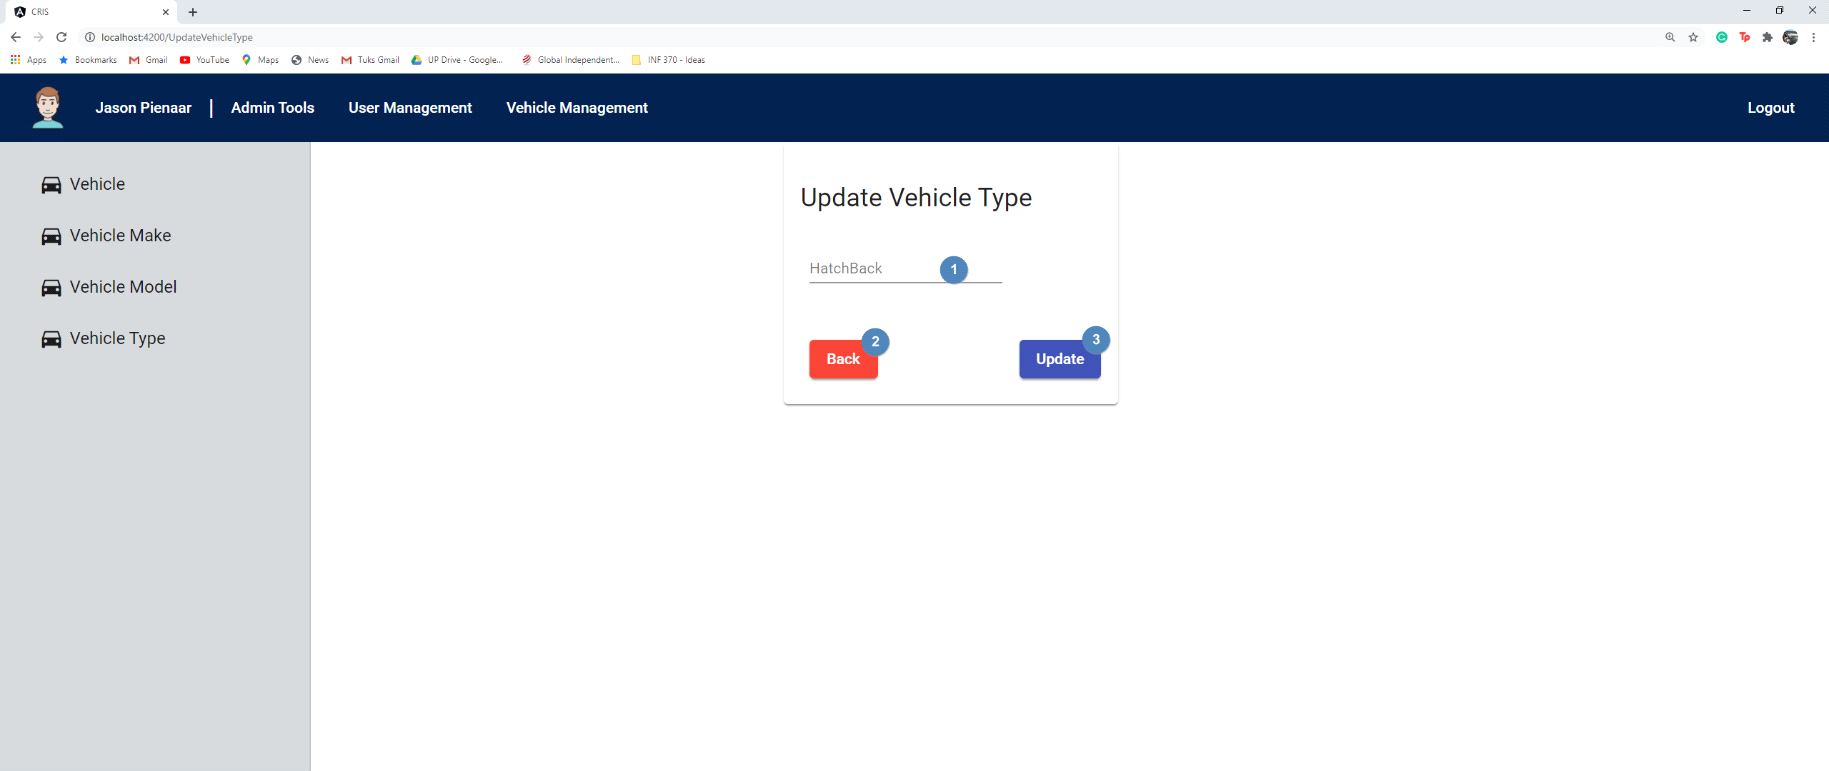 CRIS
localhost:4200/UpdateVehicleType
Apps Bookmarks Gmail YouTube Maps News Tuks Gmail UP Drive - Google... Global Independent... INF 370 - Ideas
Jason Pienaar | Admin Tools User Management Vehicle Management Logout
Vehicle
Vehicle Make
Vehicle Model
Vehicle Type
Update Vehicle Type
HatchBack 1
Back 2
Update 3